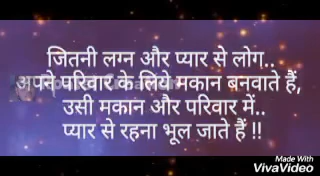 जितनी लग्न और प्यार से लोग..
अपने परिवार के लिये मकान बनवाते हैं,
उसी मकान और परिवार में..
प्यार से रहना भूल जाते हैं !!
Made With
VivaVideo